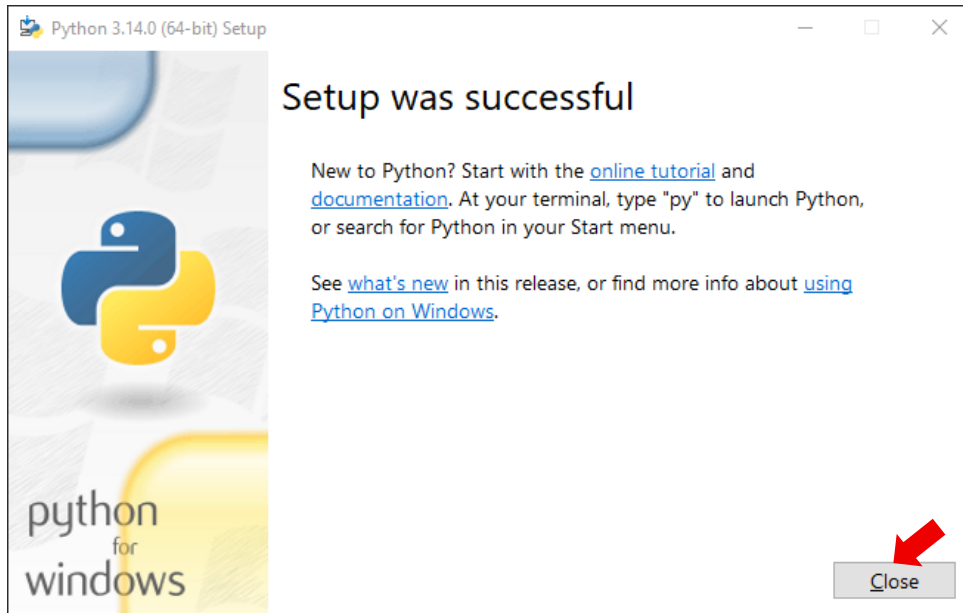 Python 3.14.0 (64-bit) Setup
Setup was successful
New to Python? Start with the online tutorial and
documentation. At your terminal, type "py" to launch Python,
or search for Python in your Start menu.
See what's new in this release, or find more info about using
Python on Windows.
python
for
windows
Close